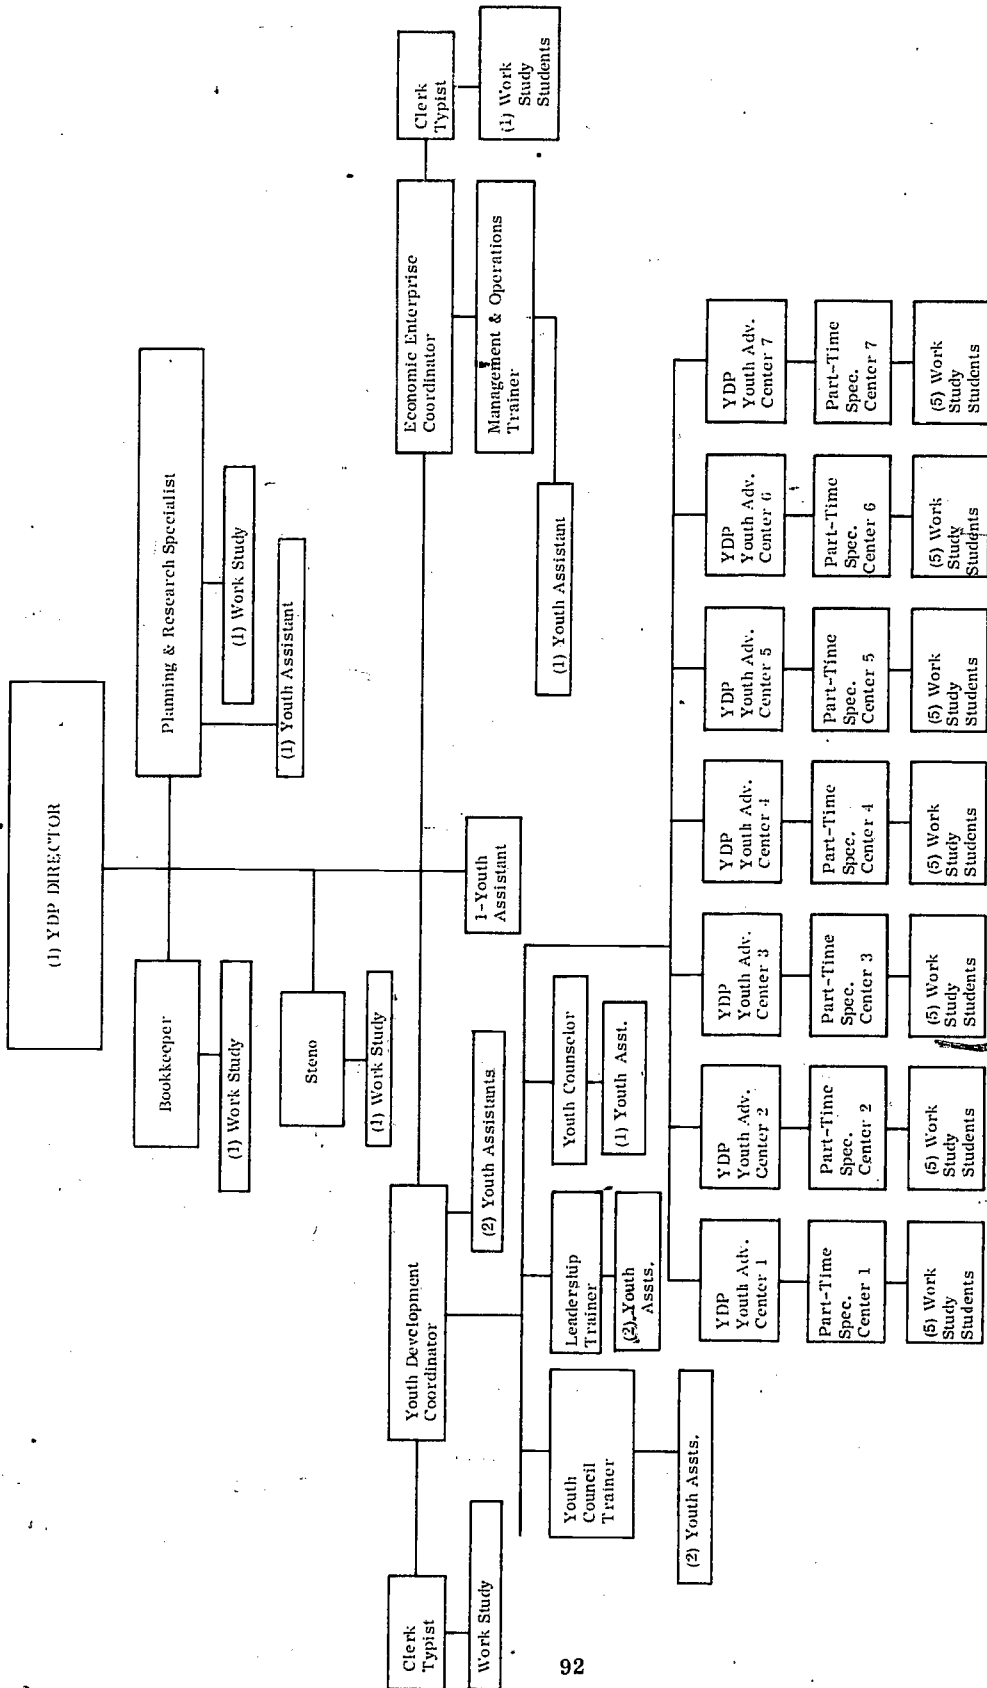 (1) YDP DIRECTOR
Bookkeeper
(1) Work Study
Planning & Research Specialist
(1) Work Study
(1) Youth Assistant
Steno
(1) Work Study
1-Youth
Assistant
Clerk
Typist
Work Study
Youth Development
Coordinator
(2) Youth Assistants
Economic Enterprise
Coordinator
Clerk
Typist
(1) Work
Study
Students
Management & Operations
Trainer
(1) Youth Assistant
Youth
Council
Trainer
(2) Youth Assts.
Leadership
Trainer
(2) Youth
Assts.
Youth Counselor
(1) Youth Asst.
YDP
Youth Adv.
Center 1
YDP
Youth Adv.
Center 2
YDP
Youth Adv.
Center 3
YDP
Youth Adv.
Center 4
YDP
Youth Adv.
Center 5
YDP
Youth Adv.
Center 6
YDP
Youth Adv.
Center 7
Part-Time
Spec.
Center 1
Part-Time
Spec.
Center 2
Part-Time
Spec.
Center 3
Part-Time
Spec.
Center 4
Part-Time
Spec.
Center 5
Part-Time
Spec.
Center 6
Part-Time
Spec.
Center 7
(5) Work
Study
Students
(5) Work
Study
Students
(5) Work
Study
Students
(5) Work
Study
Students
(5) Work
Study
Students
(5) Work
Study
Students
(5) Work
Study
Students
92